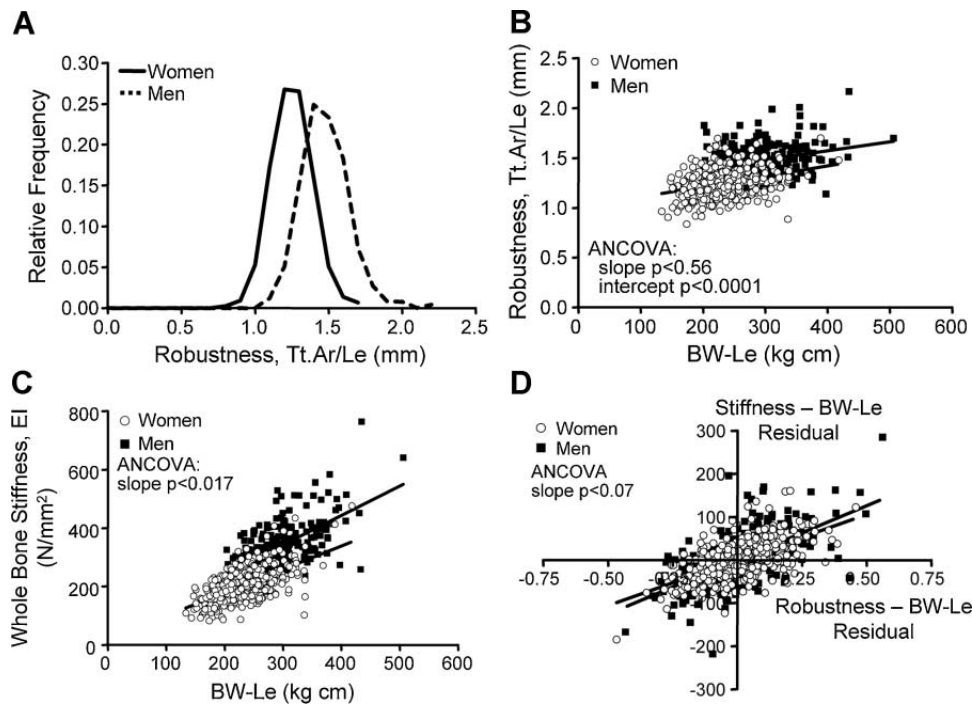 A
Relative Frequency
0.30
0.25
0.20
0.15
0.10
0.05
0.00
Women
Men
0.0 0.5 1.0 1.5 2.0 2.5
Robustness, Tt.Ar/Le (mm)
B
Robustness, Tt.Ar/Le (mm)
2.5
2.0
1.5
1.0
0.5
0.0
Women
Men
ANCOVA:
slope p<0.56
intercept p<0.0001
0 100 200 300 400 500 600
BW-Le (kg cm)
C
Whole Bone Stiffness, EI
(N/mm²)
800
600
400
200
0
Women
Men
ANCOVA:
slope p<0.017
0 100 200 300 400 500 600
BW-Le (kg cm)
D
Stiffness – BW-Le
Residual
Women
Men
ANCOVA
slope p<0.07
300
200
100
-0.75 -0.50 0.25 0.50 0.75
Robustness – BW-Le
Residual
-100
-200
-300